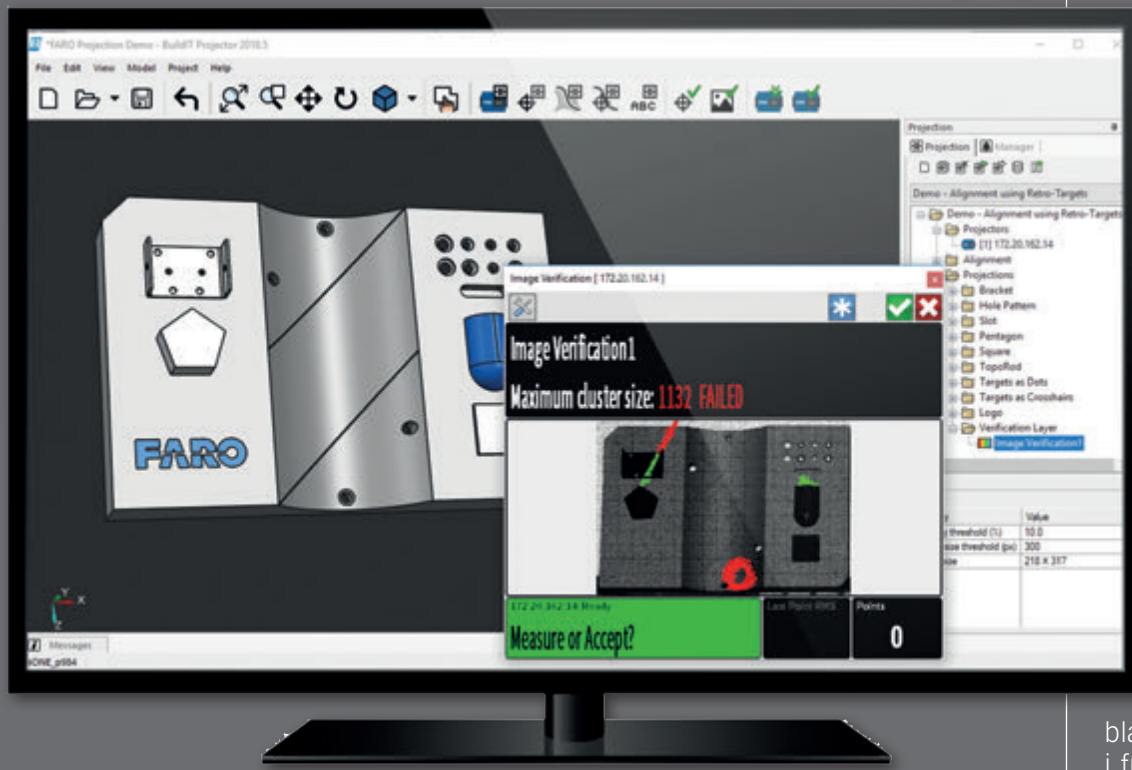 *FARO Projection Demo - BuildIT Projector 2018.5
File Edit View Model Project Help
ABC
Projection
Projection Manager
Demo - Alignment using Retro-Targets
Demo - Alignment using Retro-Targets
Projectors
[1] 172.20.162.14
Alignment
Projections
Bracket
Hole Pattern
Slot
Pentagon
Square
TopoRod
Targets as Dots
Targets as Crosshairs
Logo
Verification Layer
Image Verification1
Value
threshold (%) 10.0
size threshold (px) 300
218 X 317
FARO
Image Verification [ 172.20.162.14 ]
Image Verification1
Maximum cluster size: 1132 FAILED
172.20.162.14 Ready
Measure or Accept?
Last Point RMS
Points
0
Y
X
Z
Messages
bla
i f